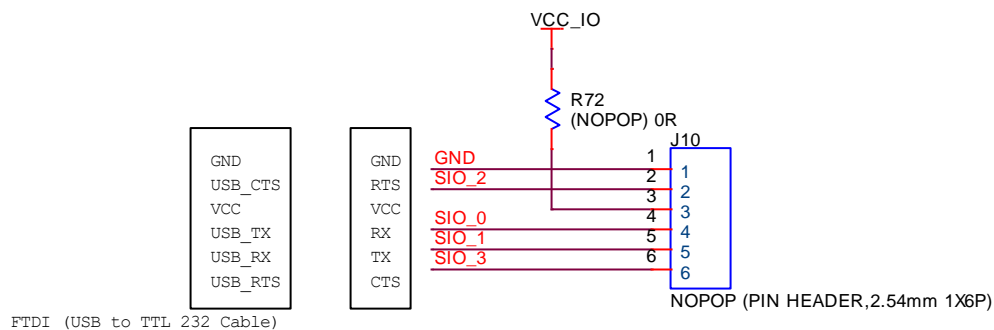 VCC_IO
R72
(NOPOP) 0R
J10
GND GND GND 1 1
USB_CTS RTS SIO_2 2 2
VCC VCC 3 3
USB_TX RX SIO_0 4 4
USB_RX TX SIO_1 5 5
USB_RTS CTS SIO_3 6 6
NOPOP (PIN HEADER,2.54mm 1X6P)
FTDI (USB to TTL 232 Cable)